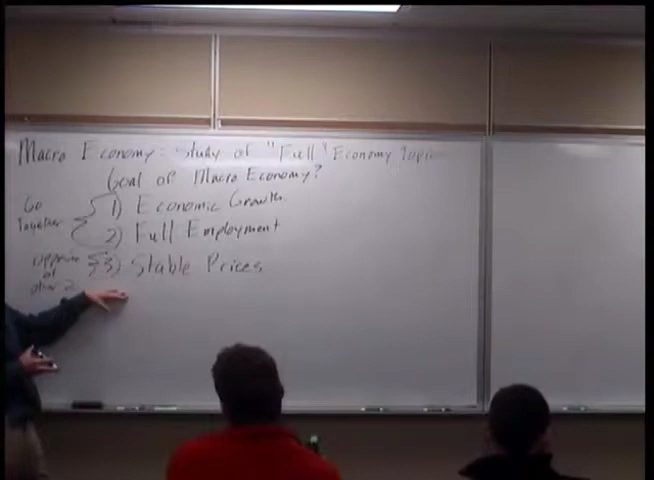 Macro Economy: Study of "Full" Economy Topics
Goal of Macro Economy?
Go Together
1) Economic Growth
2) Full Employment
opposite of other 2
3) Stable Prices